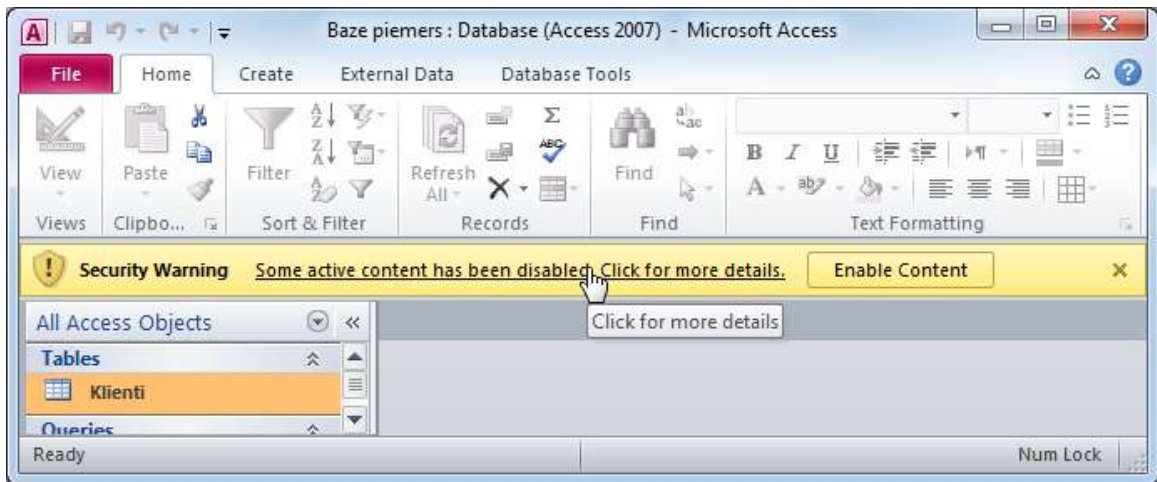 A Baze piemers : Database (Access 2007) - Microsoft Access
File Home Create External Data Database Tools
View Paste Filter Refresh All Find
Views Clipbo... Sort & Filter Records Find Text Formatting
B I U
A ab
Security Warning Some active content has been disabled. Click for more details. Enable Content
Click for more details
All Access Objects
Tables
Klienti
Queries
Ready Num Lock